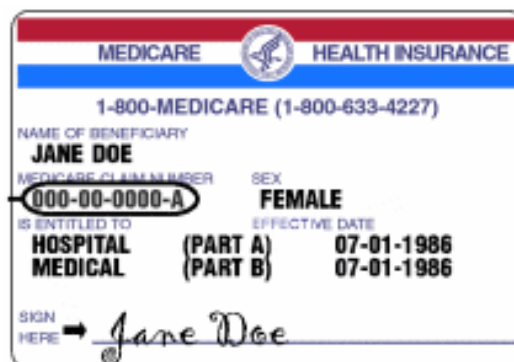 MEDICARE HEALTH INSURANCE
1-800-MEDICARE (1-800-633-4227)
NAME OF BENEFICIARY
JANE DOE
MEDICARE CLAIM NUMBER SEX
000-00-0000-A FEMALE
IS ENTITLED TO EFFECTIVE DATE
HOSPITAL (PART A) 07-01-1986
MEDICAL (PART B) 07-01-1986
SIGN
HERE ➡ Jane Doe